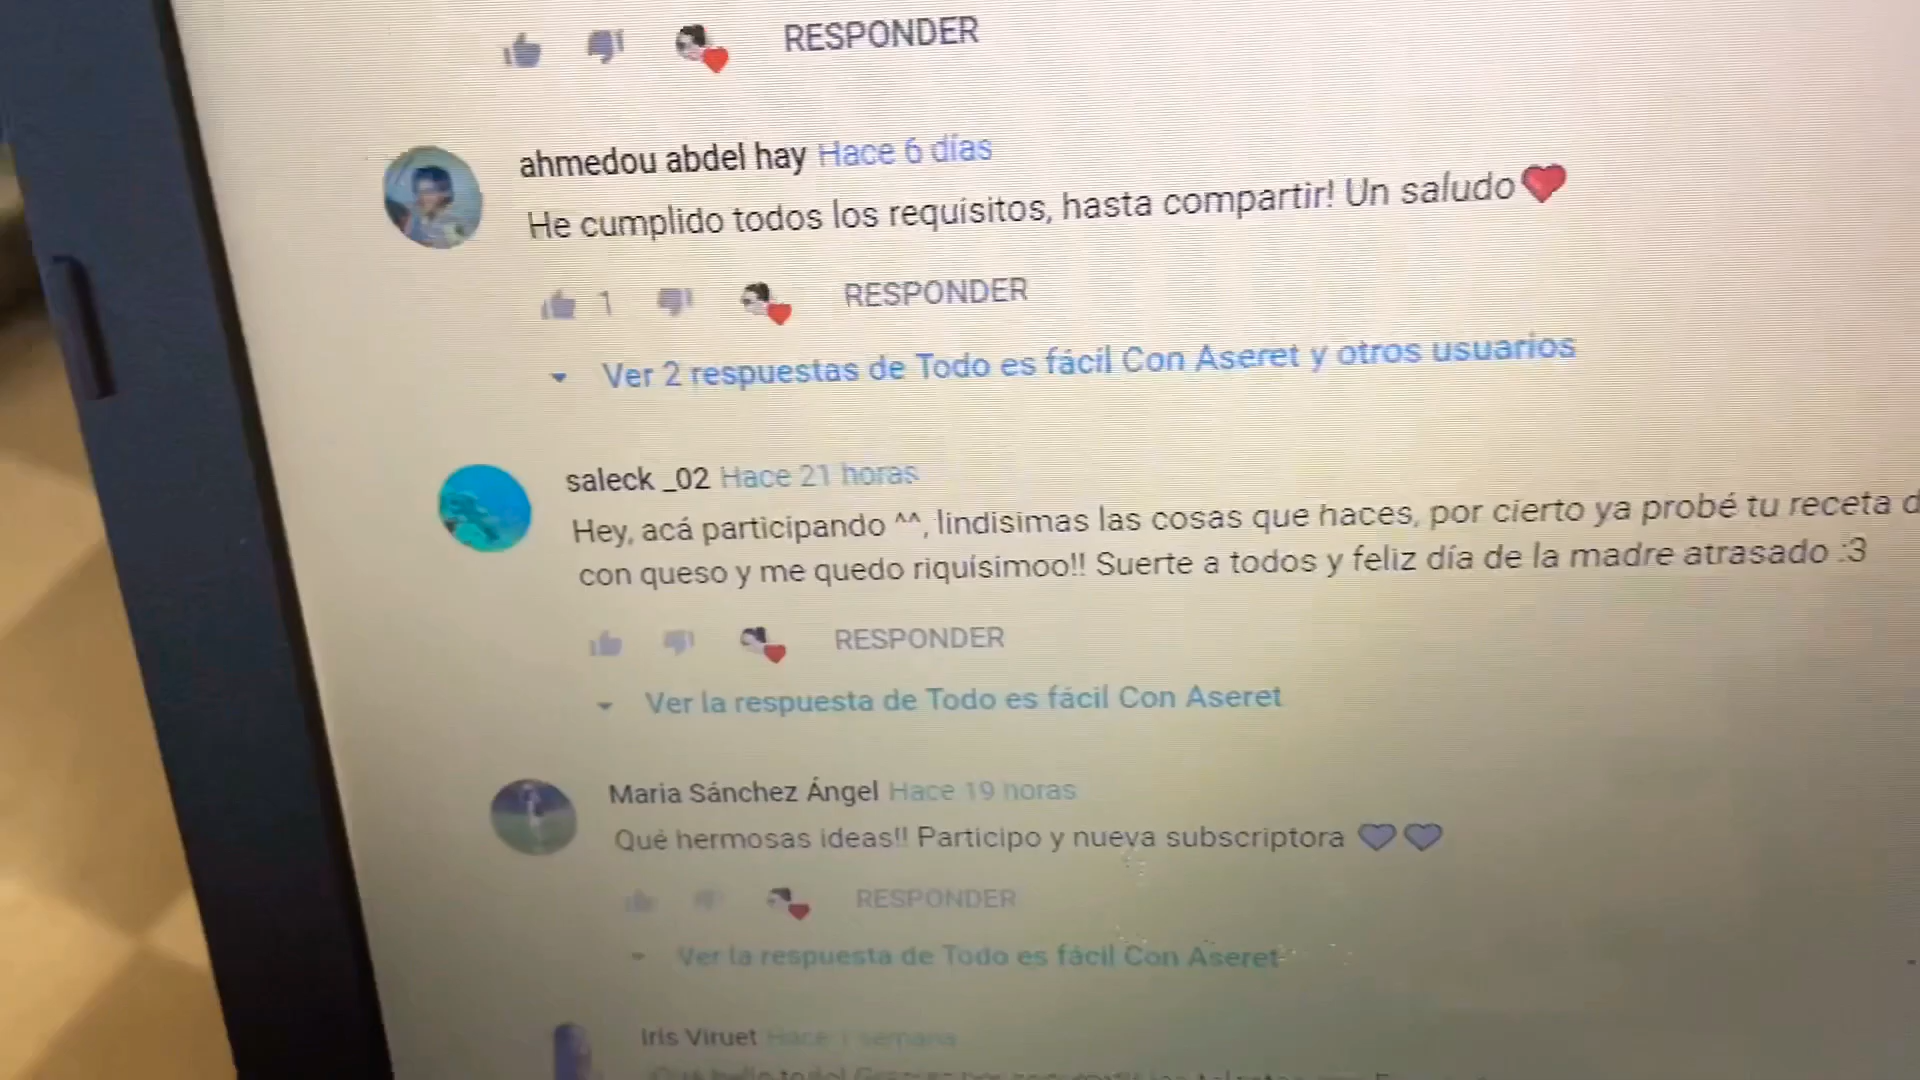 RESPONDER
ahmedou abdel hay Hace 6 días
He cumplido todos los requísitos, hasta compartir! Un saludo❤️
1 RESPONDER
Ver 2 respuestas de Todo es fácil Con Aseret y otros usuarios
saleck _02 Hace 21 horas
Hey, acá participando ^^, lindisimas las cosas que haces, por cierto ya probé tu receta
con queso y me quedo riquísimoo!! Suerte a todos y feliz día de la madre atrasado :3
RESPONDER
Ver la respuesta de Todo es fácil Con Aseret
Maria Sánchez Ángel Hace 19 horas
Qué hermosas ideas!! Participo y nueva subscriptora 💜💜
RESPONDER
Ver la respuesta de Todo es fácil Con Aseret
Iris Viruet Hace 1 semana